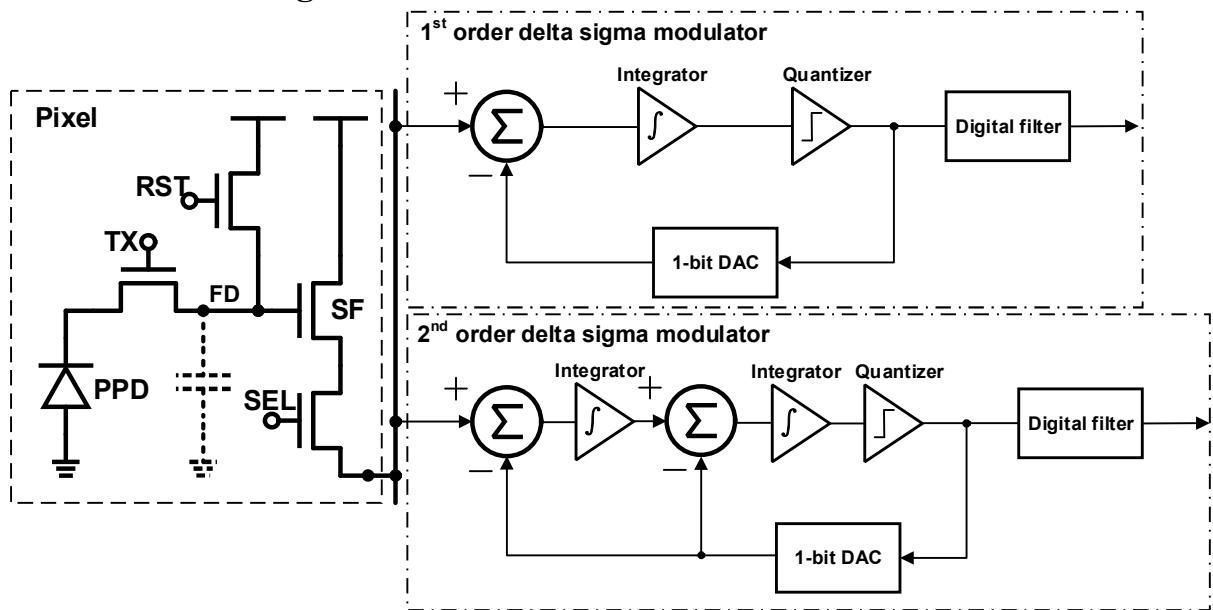 1st order delta sigma modulator
Integrator
Quantizer
+
Σ
∫
Digital filter
−
1-bit DAC
Pixel
RST
TX
FD
SF
PPD
SEL
2nd order delta sigma modulator
Integrator
Integrator
Quantizer
+
+
Σ
∫
Σ
∫
Digital filter
−
−
1-bit DAC